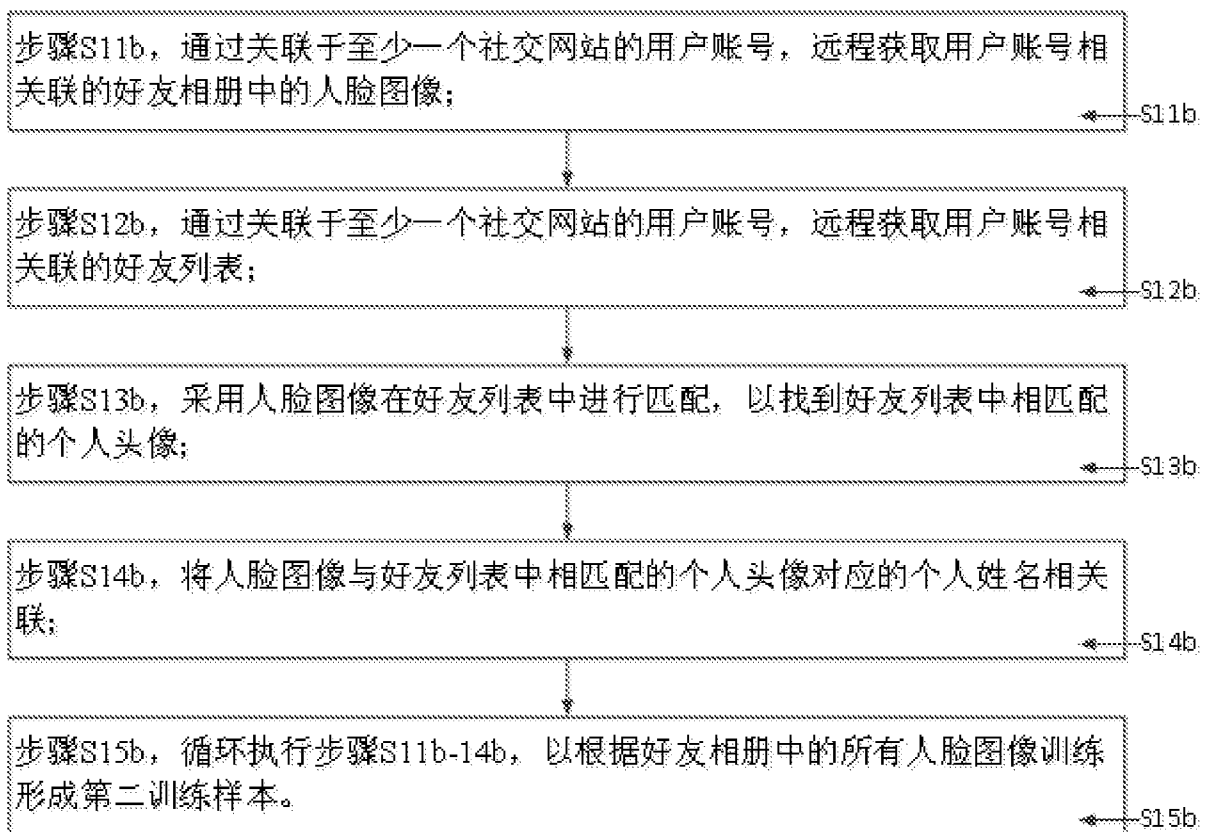 步骤S11b，通过关联于至少一个社交网站的用户账号，远程获取用户账号相
关联的好友相册中的人脸图像；
S11b
步骤S12b，通过关联于至少一个社交网站的用户账号，远程获取用户账号相
关联的好友列表；
S12b
步骤S13b，采用人脸图像在好友列表中进行匹配，以找到好友列表中相匹配
的个人头像；
S13b
步骤S14b，将人脸图像与好友列表中相匹配的个人头像对应的个人姓名相关
联；
S14b
步骤S15b，循环执行步骤S11b-14b，以根据好友相册中的所有人脸图像训练
形成第二训练样本。
S15b